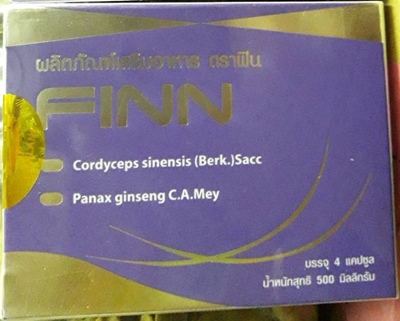 ผลิตภัณฑ์เสริมอาหาร ตราฟิน
FINN
Cordyceps sinensis (Berk.)Sacc
Panax ginseng C.A.Mey
บรรจุ 4 แคปซูล
น้ำหนักสุทธิ 500 มิลลิกรัม